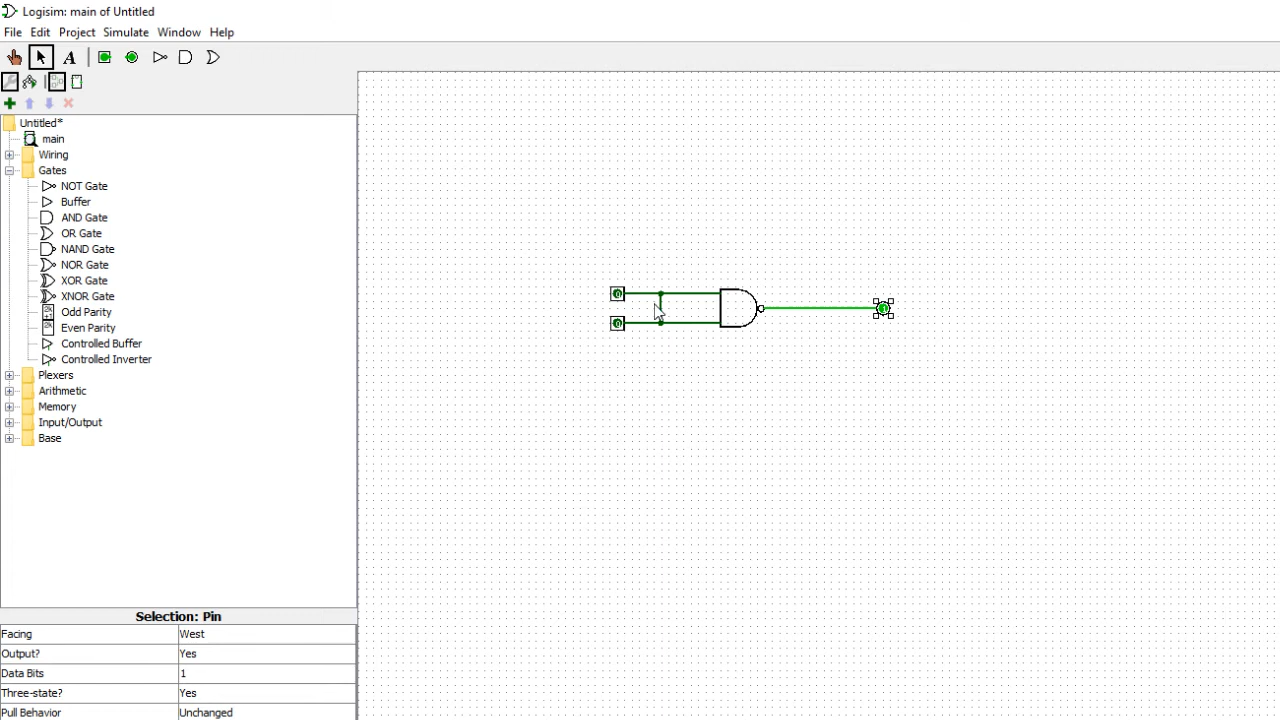 Logisim: main of Untitled
File Edit Project Simulate Window Help
A
Untitled*
main
Wiring
Gates
NOT Gate
Buffer
AND Gate
OR Gate
NAND Gate
NOR Gate
XOR Gate
XNOR Gate
Odd Parity
Even Parity
Controlled Buffer
Controlled Inverter
Plexers
Arithmetic
Memory
Input/Output
Base
Selection: Pin
Facing West
Output? Yes
Data Bits 1
Three-state? Yes
Pull Behavior Unchanged